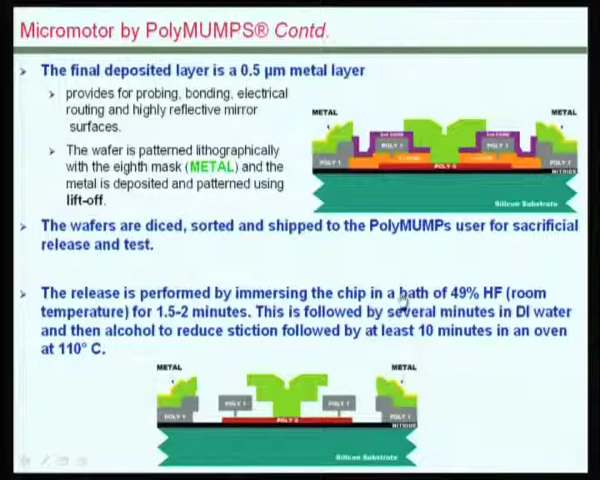 Micromotor by PolyMUMPS® Contd.
The final deposited layer is a 0.5 µm metal layer
provides for probing, bonding, electrical
routing and highly reflective mirror
surfaces.
The wafer is patterned lithographically
with the eighth mask (METAL) and the
metal is deposited and patterned using
lift-off.
METAL
METAL
POLY 1
POLY 1
POLY 1
POLY 1
POLY 0
NITRIDE
Silicon Substrate
The wafers are diced, sorted and shipped to the PolyMUMPs user for sacrificial
release and test.
The release is performed by immersing the chip in a bath of 49% HF (room
temperature) for 1.5-2 minutes. This is followed by several minutes in DI water
and then alcohol to reduce stiction followed by at least 10 minutes in an oven
at 110° C.
METAL
METAL
POLY 1
POLY 1
POLY 1
POLY 1
POLY 0
NITRIDE
Silicon Substrate